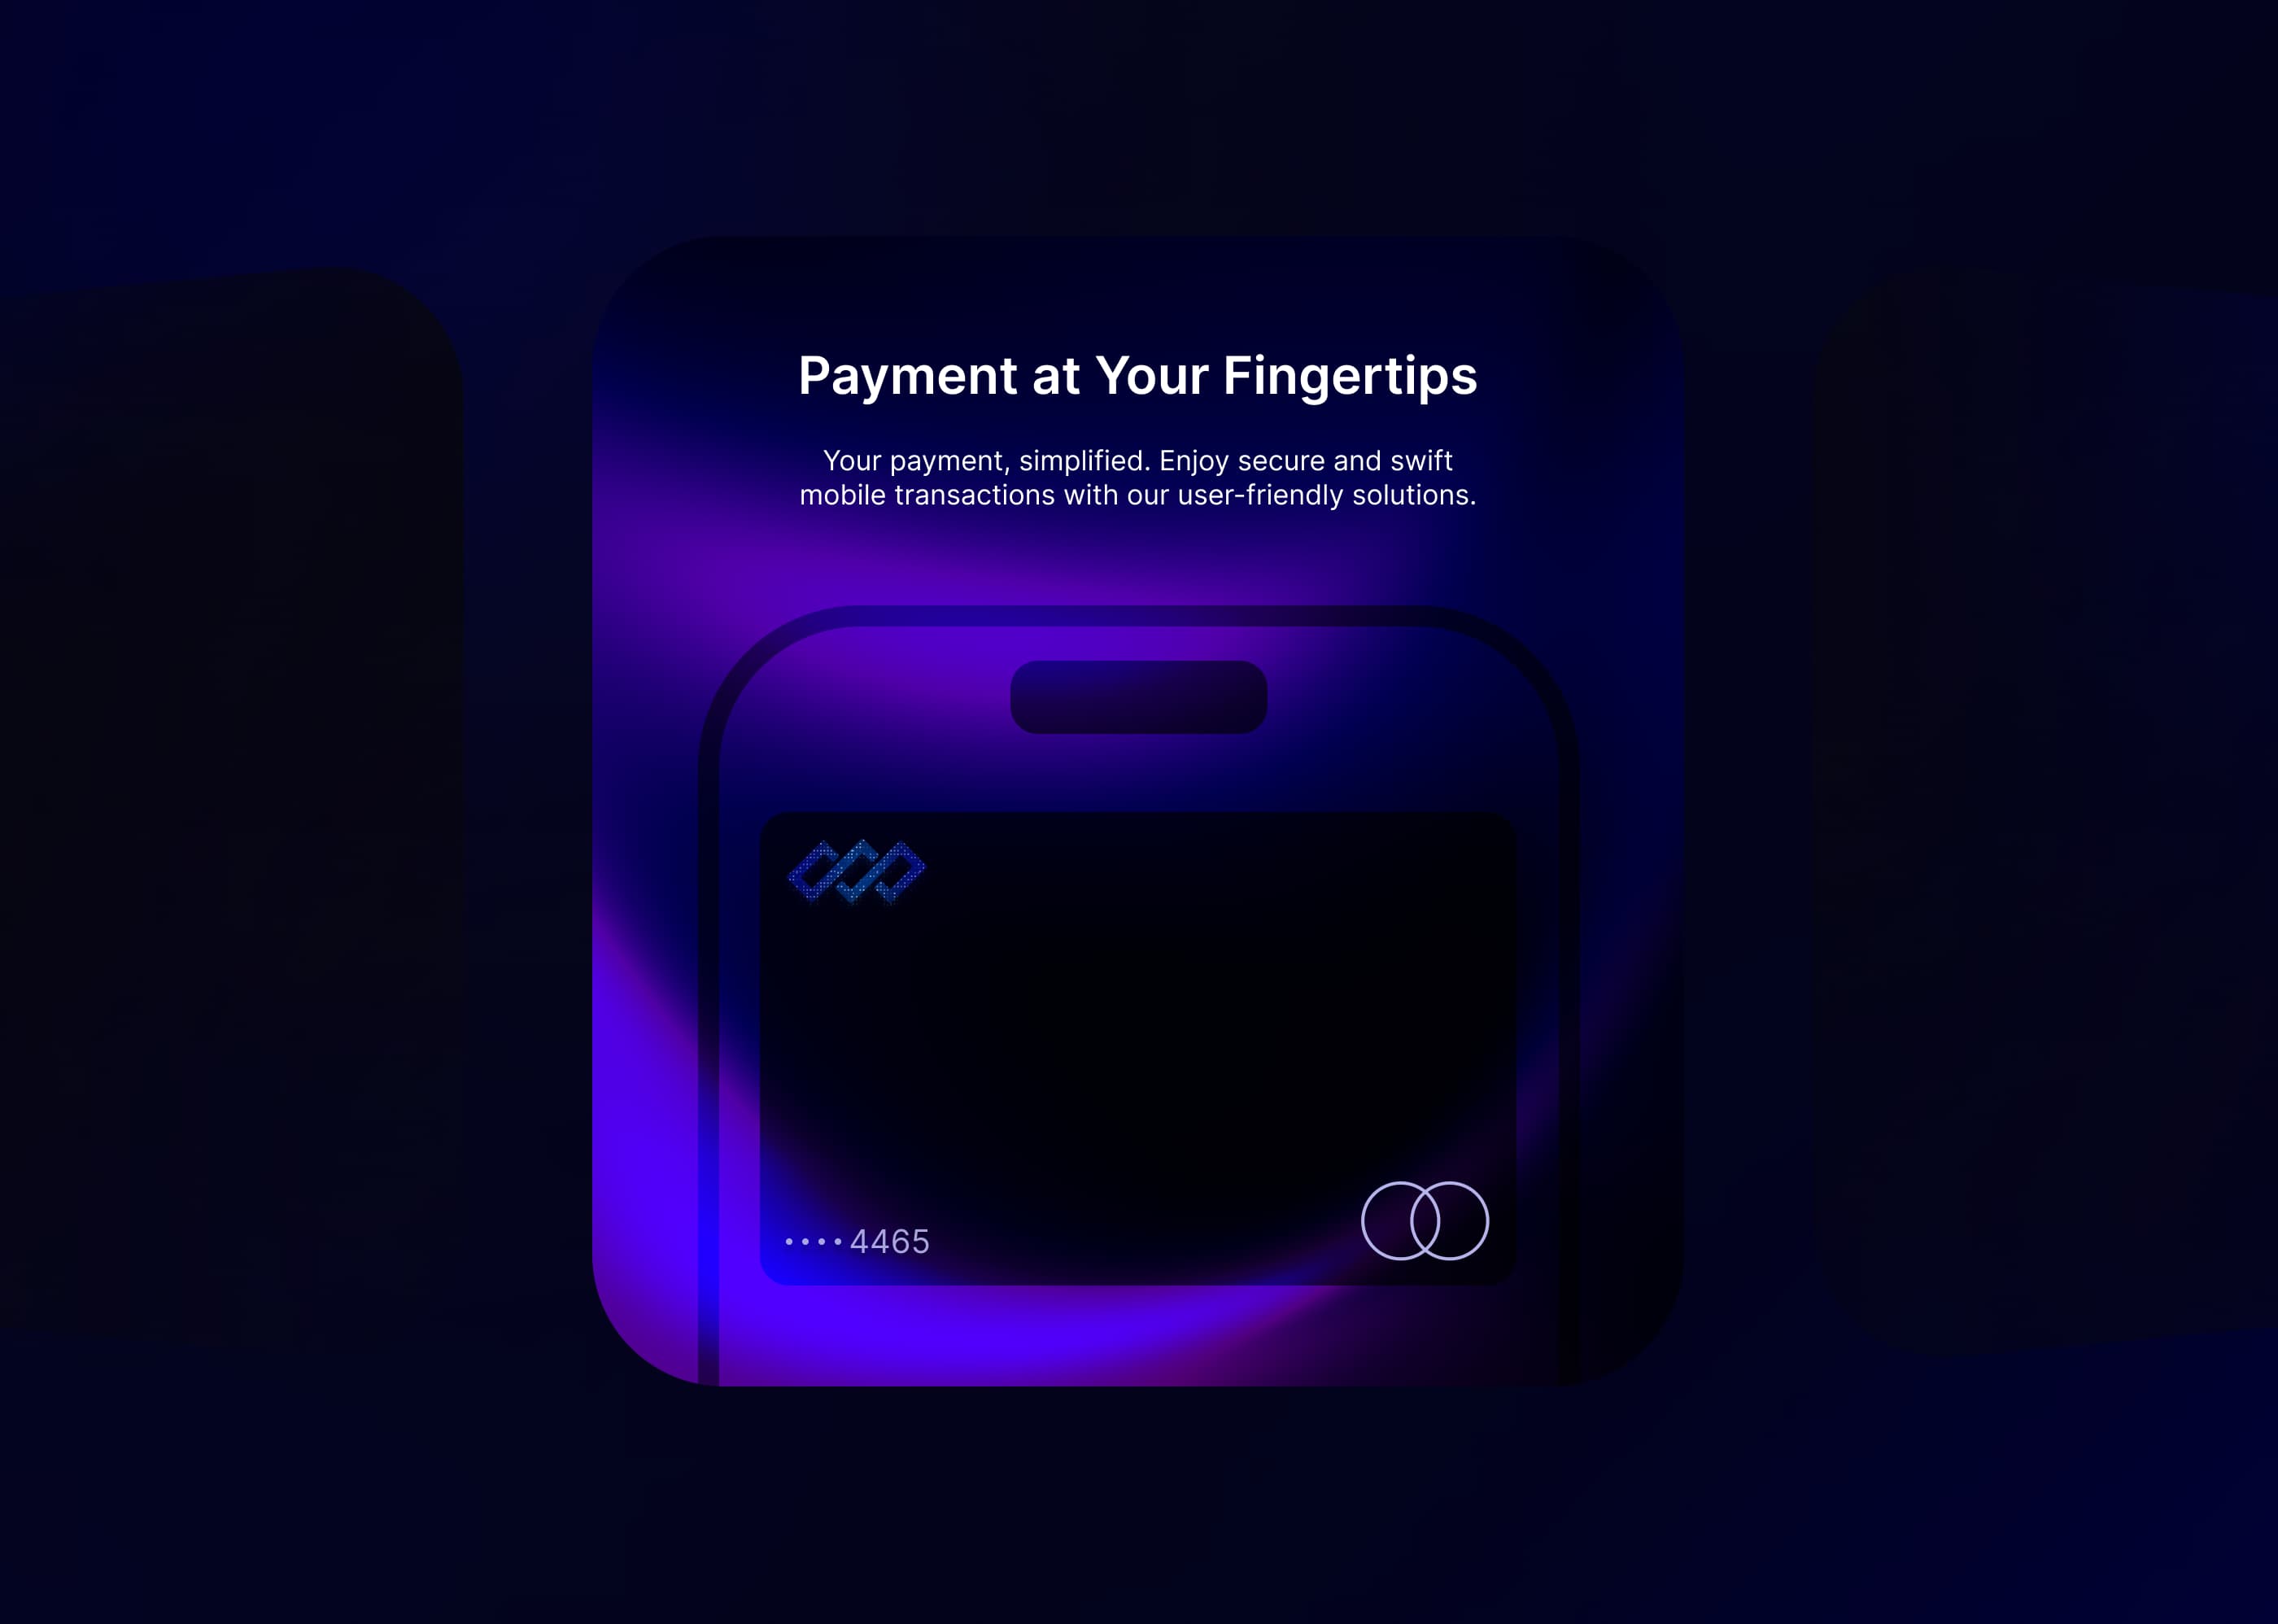 Payment at Your Fingertips
Your payment, simplified. Enjoy secure and swift
mobile transactions with our user-friendly solutions.
•••• 4465